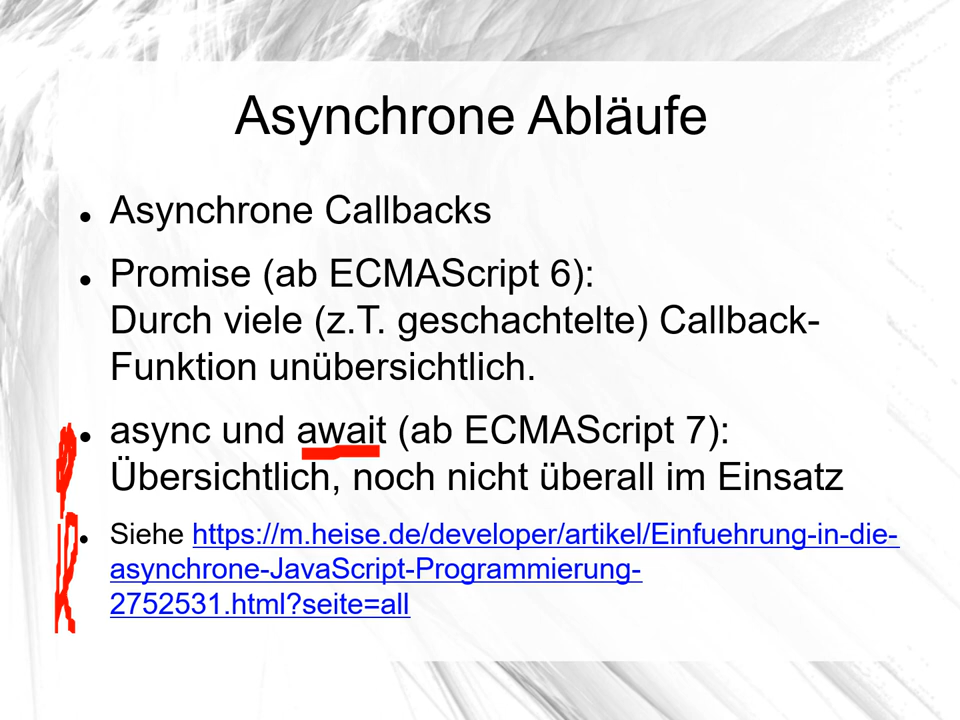 Asynchrone Abläufe
Asynchrone Callbacks
Promise (ab ECMAScript 6):
Durch viele (z.T. geschachtelte) Callback-
Funktion unübersichtlich.
async und await (ab ECMAScript 7):
Übersichtlich, noch nicht überall im Einsatz
Siehe https://m.heise.de/developer/artikel/Einfuehrung-in-die-
asynchrone-JavaScript-Programmierung-
2752531.html?seite=all